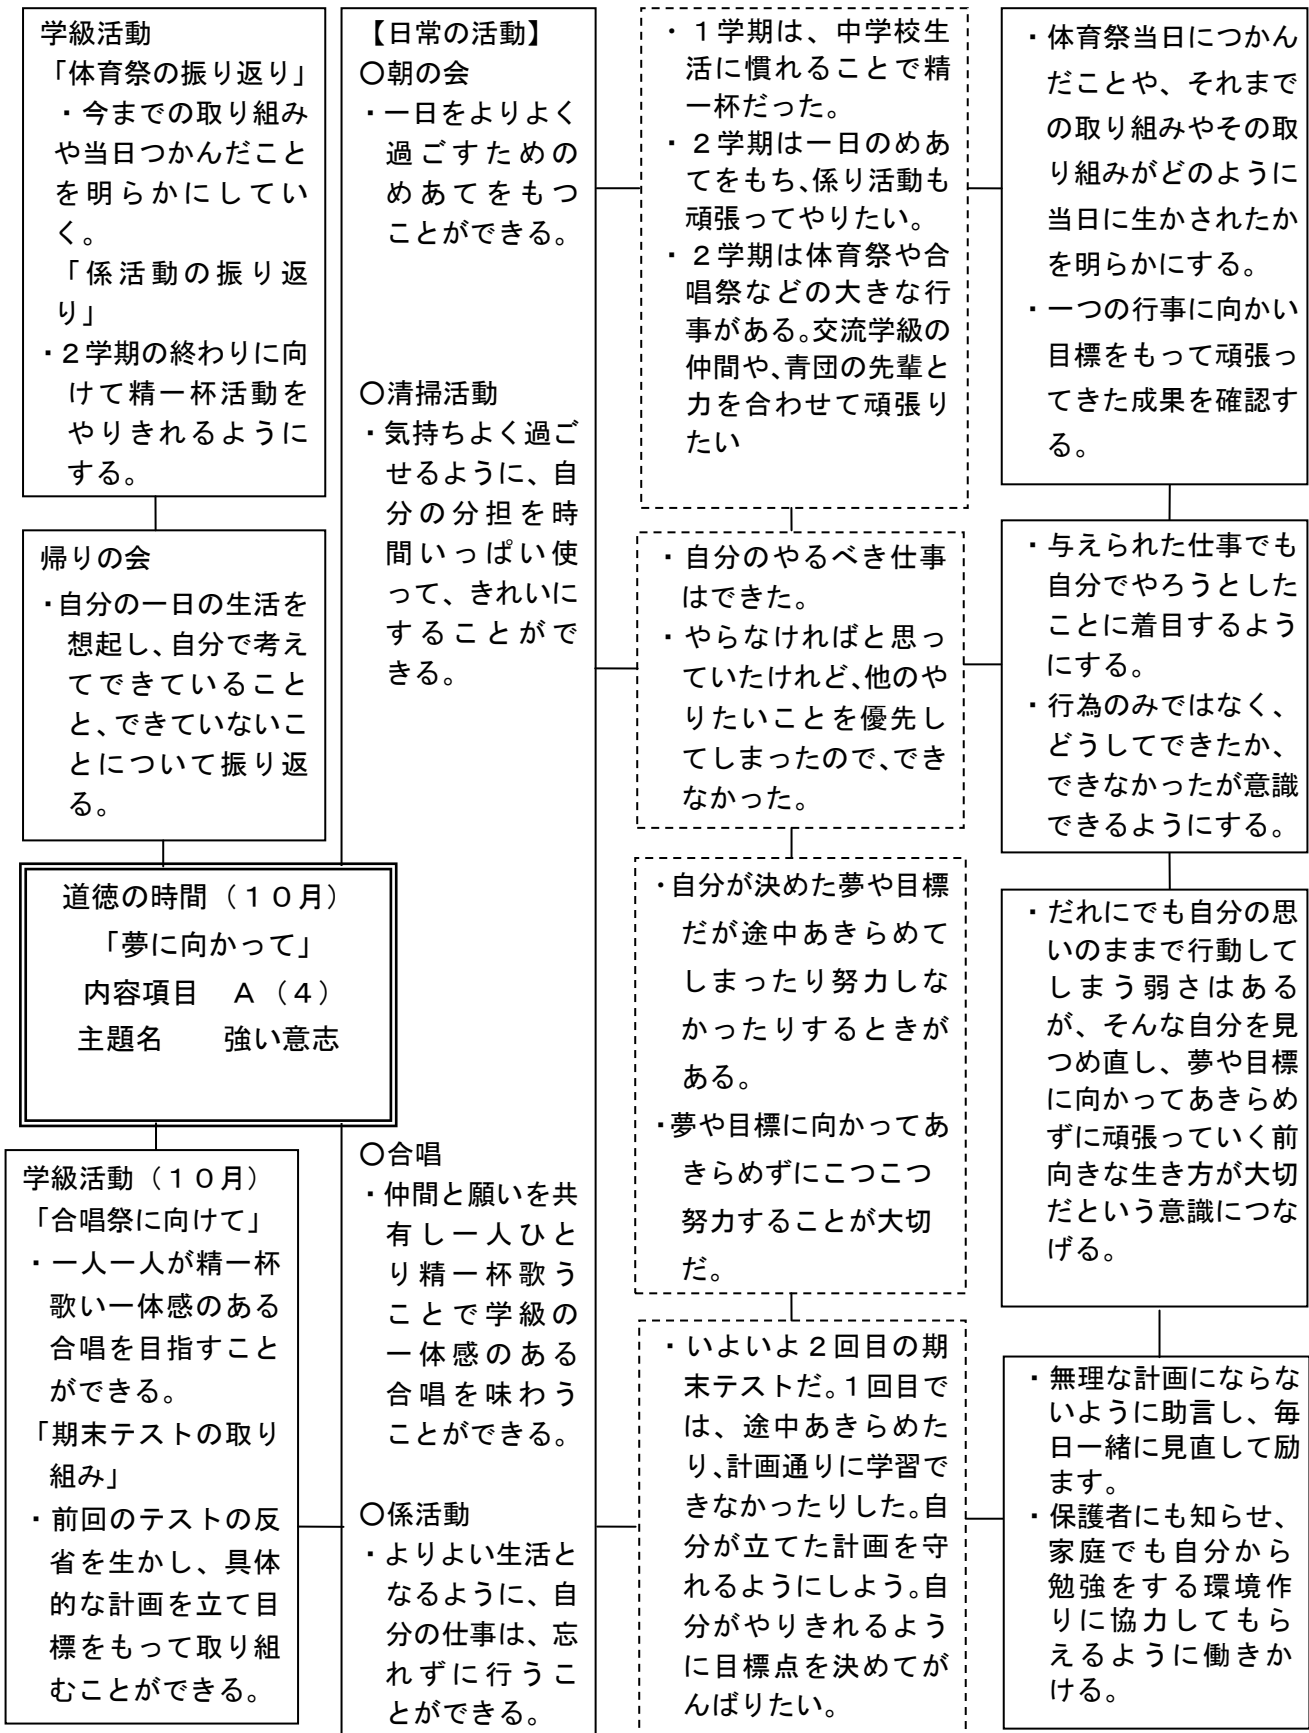 学級活動
「体育祭の振り返り」
・今までの取り組み
や当日つかんだこと
を明らかにしてい
く。
「係活動の振り返
り」
・２学期の終わりに向
けて精一杯活動を
やりきれるように
する。
帰りの会
・自分の一日の生活を
想起し、自分で考え
てできていること
と、できていないこ
とについて振り返
る。
道徳の時間（１０月）
「夢に向かって」
内容項目　Ａ（４）
主題名　　強い意志
学級活動（１０月）
「合唱祭に向けて」
・一人一人が精一杯
歌い一体感のある
合唱を目指すこと
ができる。
「期末テストの取り
組み」
・前回のテストの反
省を生かし、具体
的な計画を立て目
標をもって取り組
むことができる。
【日常の活動】
〇朝の会
・一日をよりよく
過ごすための
めあてをもつ
ことができる。
〇清掃活動
・気持ちよく過ご
せるように、自
分の分担を時
間いっぱい使
って、きれいに
することがで
きる。
〇合唱
・仲間と願いを共
有し一人ひと
り精一杯歌う
ことで学級の
一体感のある
合唱を味わう
ことができる。
〇係活動
・よりよい生活と
なるように、自
分の仕事は、忘
れずに行うこ
とができる。
・１学期は、中学校生
活に慣れることで精
一杯だった。
・２学期は一日のめあ
てをもち、係り活動も
頑張ってやりたい。
・２学期は体育祭や合
唱祭などの大きな行
事がある。交流学級の
仲間や、青団の先輩と
力を合わせて頑張り
たい
・自分のやるべき仕事
はできた。
・やらなければと思っ
ていたけれど、他のや
りたいことを優先し
てしまったので、でき
なかった。
・自分が決めた夢や目標
だが途中あきらめて
しまったり努力しな
かったりするときが
ある。
・夢や目標に向かってあ
きらめずにこつこつ
努力することが大切
だ。
・いよいよ２回目の期
末テストだ。１回目で
は、途中あきらめた
り、計画通りに学習で
きなかったりした。自
分が立てた計画を守
れるようにしよう。自
分がやりきれるよう
に目標点を決めてが
んばりたい。
・体育祭当日につかん
だことや、それまで
の取り組みやその取
り組みがどのように
当日に生かされたか
を明らかにする。
・一つの行事に向かい
目標をもって頑張っ
てきた成果を確認す
る。
・与えられた仕事でも
自分でやろうとした
ことに着目するよう
にする。
・行為のみではなく、
どうしてできたか、
できなかったが意識
できるようにする。
・だれにでも自分の思
いのままで行動して
しまう弱さはある
が、そんな自分を見
つめ直し、夢や目標
に向かってあきらめ
ずに頑張っていく前
向きな生き方が大切
だという意識につな
げる。
・無理な計画にならな
いように助言し、毎
日一緒に見直して励
ます。
・保護者にも知らせ、
家庭でも自分から
勉強をする環境作
りに協力してもら
えるように働きか
ける。